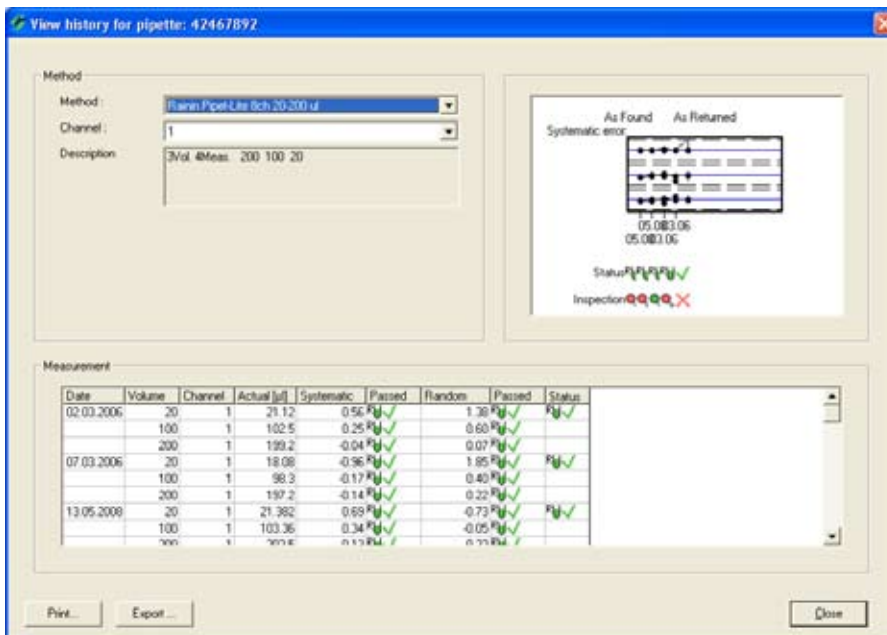 View history for pipette: 42467892
Method
Method : Rainin Pipet-Lite 8ch 20-200 ul
Channel : 1
Description 3Vol. 4Meas. 200 100 20
As Found As Returned
Systematic error
Status
Inspection
Measurement
Date Volume Channel Actual [µl] Systematic Passed Random Passed Status
02.03.2006 20 1 21.12 0.56 1.38
100 1 102.5 0.25 0.60
200 1 199.2 -0.04 0.07
07.03.2006 20 1 18.08 -0.96 1.85
100 1 98.3 -0.17 0.40
200 1 197.2 -0.14 0.22
13.05.2008 20 1 21.382 0.69 -0.73
100 1 103.36 0.34 -0.05
Print... Export ... Close